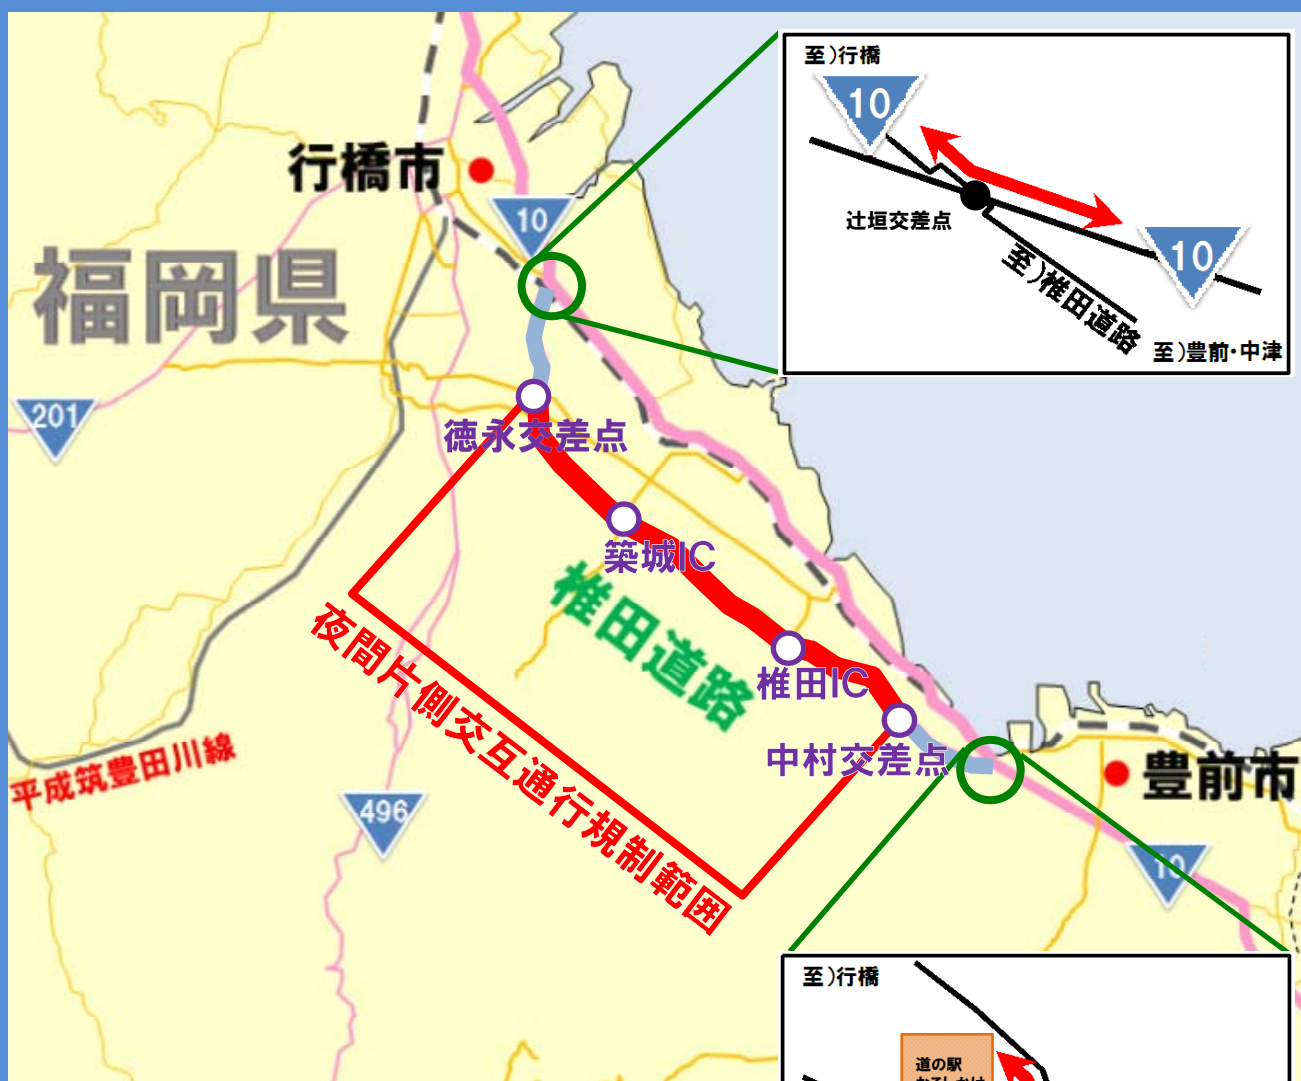 至)行橋
10
辻垣交差点
10
至)椎田道路
至)豊前・中津
行橋市
10
福岡県
201
徳永交差点
築城IC
椎田道路
椎田IC
中村交差点
夜間片側交互通行規制範囲
平成筑豊田川線
496
豊前市
10
至)行橋
道の駅